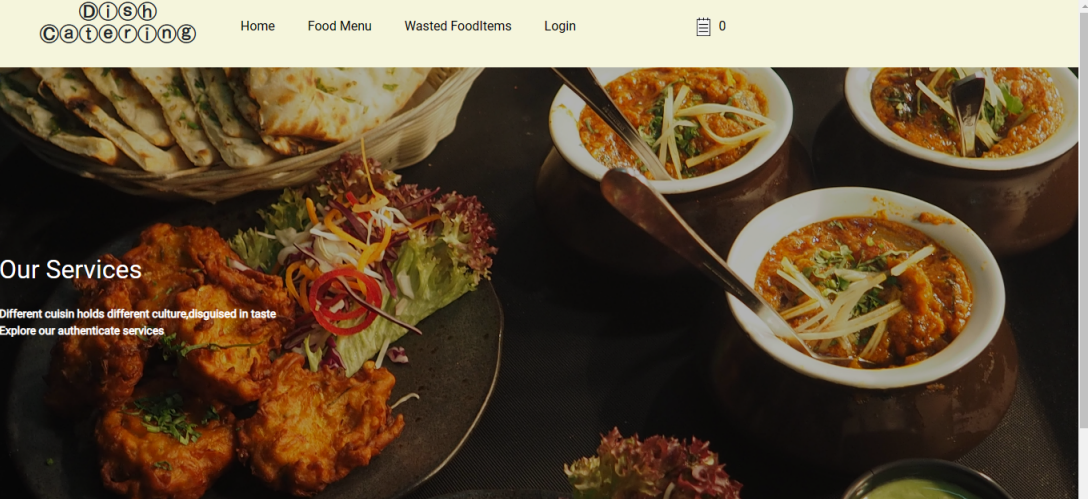 Dish
Catering
Home Food Menu Wasted FoodItems Login 0
Our Services
Different cuisin holds different culture,disguised in taste
Explore our authenticate services